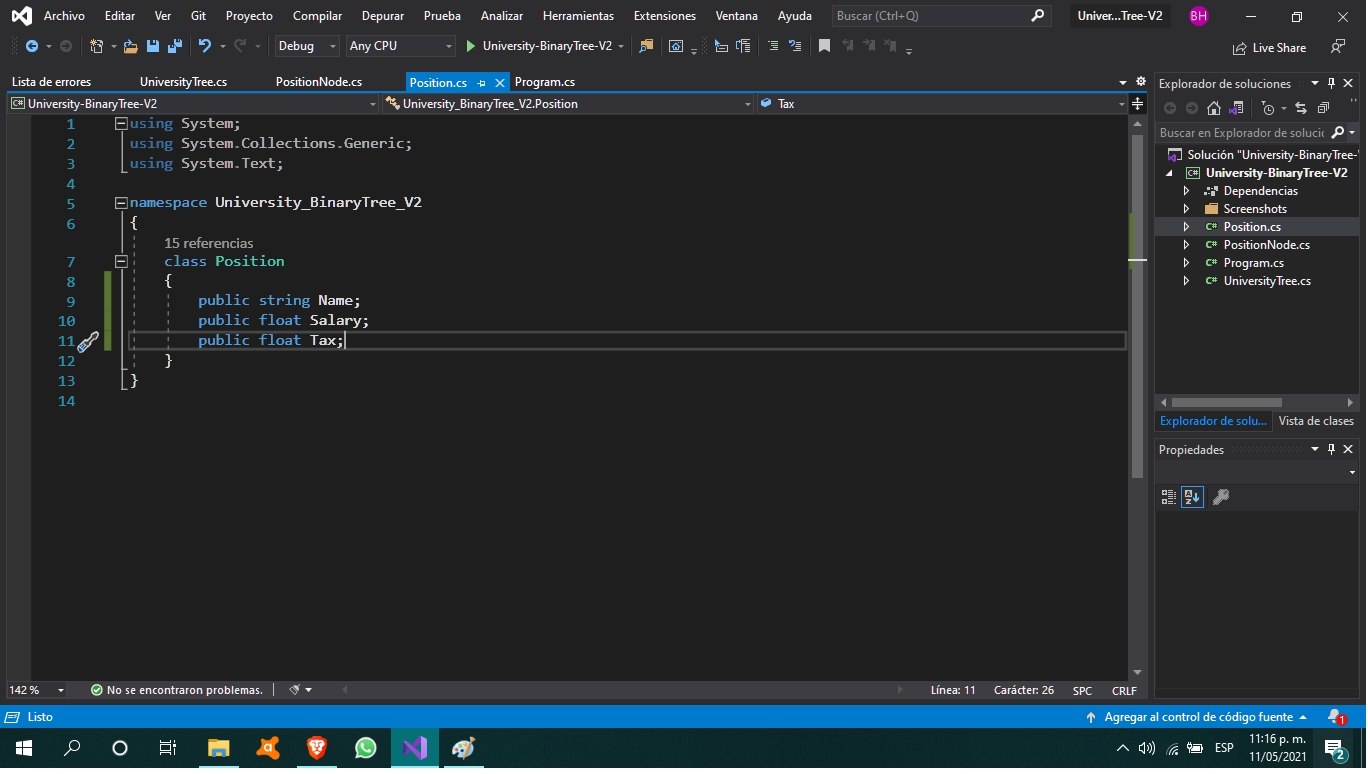 Archivo Editar Ver Git Proyecto Compilar Depurar Prueba Analizar Herramientas Extensiones Ventana Ayuda Buscar (Ctrl+Q) Univer...Tree-V2 BH
Debug Any CPU University-BinaryTree-V2 Live Share
Lista de errores UniversityTree.cs PositionNode.cs Position.cs Program.cs
University-BinaryTree-V2 University_BinaryTree_V2.Position Tax
1 using System;
2 using System.Collections.Generic;
3 using System.Text;
4
5 namespace University_BinaryTree_V2
6 {
15 referencias
7 class Position
8 {
9 public string Name;
10 public float Salary;
11 public float Tax;
12 }
13 }
14
142 % No se encontraron problemas. Línea: 11 Carácter: 26 SPC CRLF
Explorador de soluciones
Buscar en Explorador de solucio
Solución "University-BinaryTree-
University-BinaryTree-V2
Dependencias
Screenshots
Position.cs
PositionNode.cs
Program.cs
UniversityTree.cs
Explorador de solu... Vista de clases
Propiedades
Listo Agregar al control de código fuente 1
ESP 11:16 p. m.
11/05/2021 2